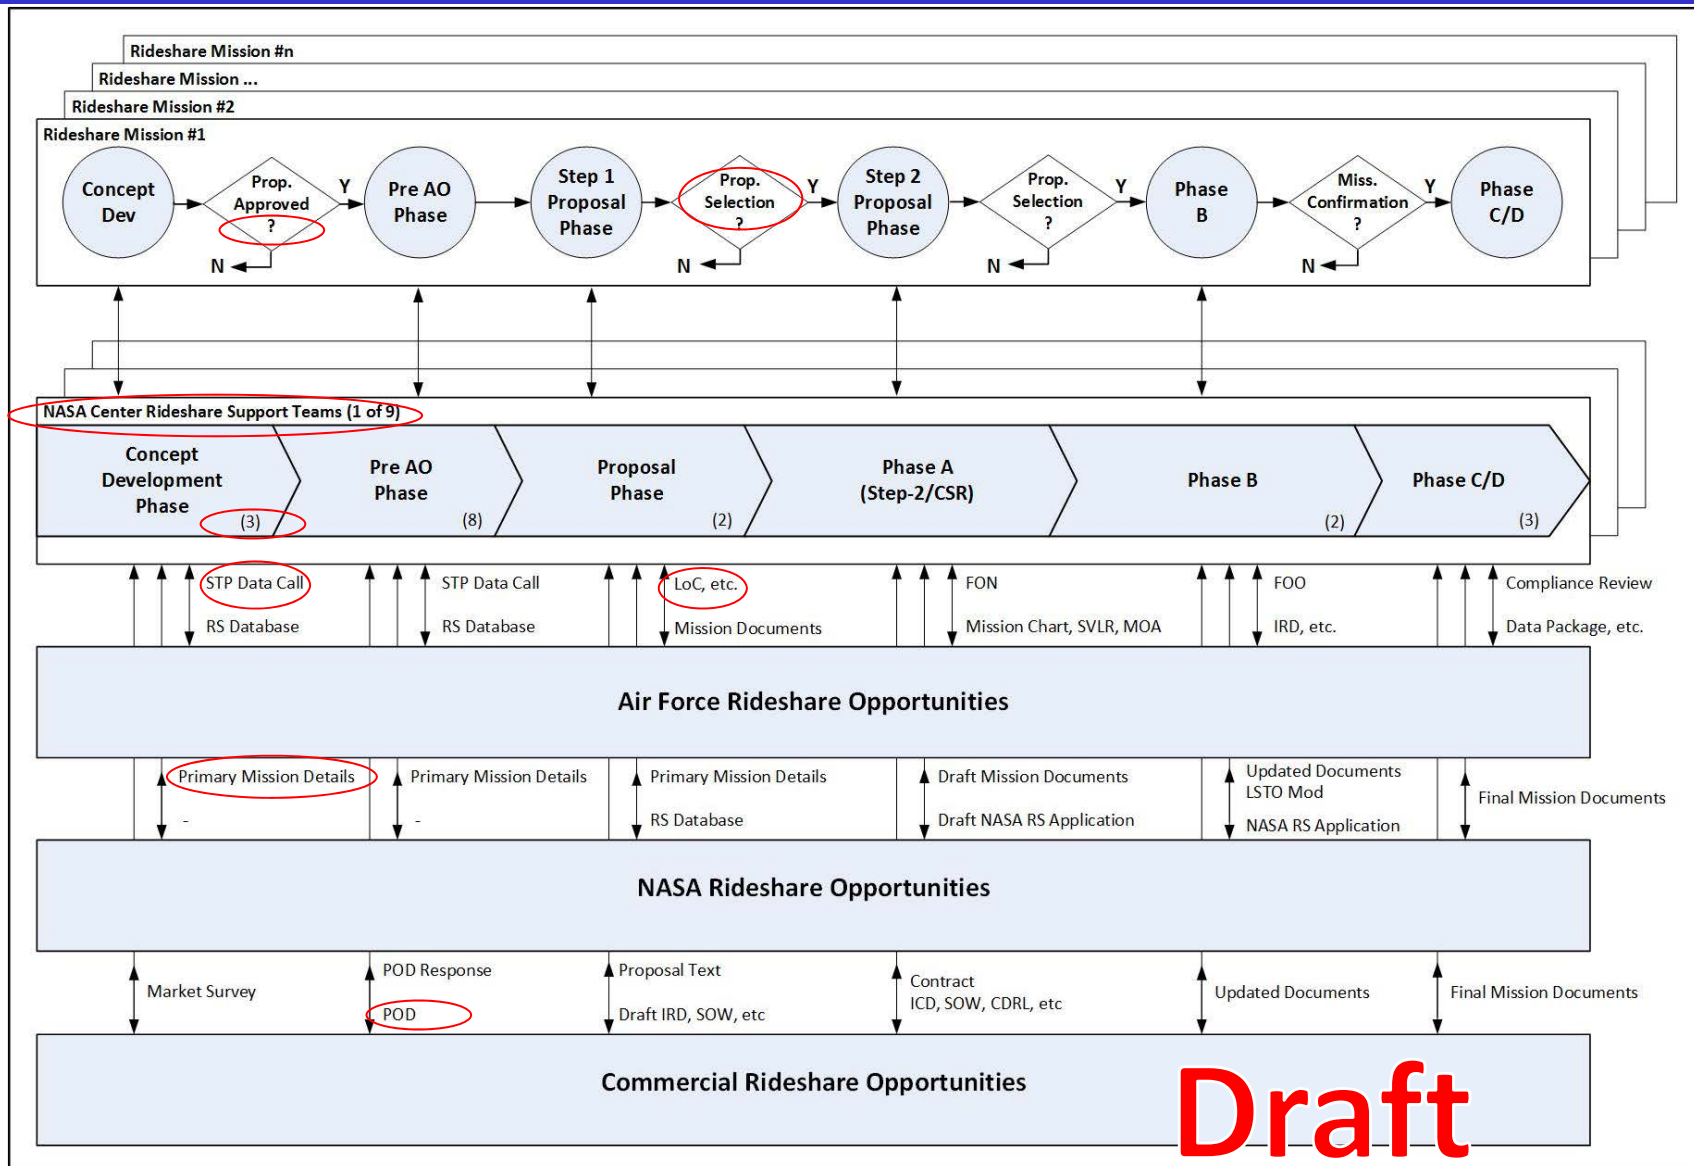 Rideshare Mission #n
Rideshare Mission ...
Rideshare Mission #2
Rideshare Mission #1
Concept
Dev
Prop.
Approved
?
Y
N
Pre AO
Phase
Step 1
Proposal
Phase
Prop.
Selection
?
Y
N
Step 2
Proposal
Phase
Prop.
Selection
?
Y
N
Phase
B
Miss.
Confirmation
?
Y
N
Phase
C/D
NASA Center Rideshare Support Teams (1 of 9)
Concept
Development
Phase
(3)
Pre AO
Phase
(8)
Proposal
Phase
(2)
Phase A
(Step-2/CSR)
Phase B
(2)
Phase C/D
(3)
STP Data Call
RS Database
STP Data Call
RS Database
LoC, etc.
Mission Documents
FON
Mission Chart, SVLR, MOA
FOO
IRD, etc.
Compliance Review
Data Package, etc.
Air Force Rideshare Opportunities
Primary Mission Details
-
Primary Mission Details
-
Primary Mission Details
RS Database
Draft Mission Documents
Draft NASA RS Application
Updated Documents
LSTO Mod
NASA RS Application
Final Mission Documents
NASA Rideshare Opportunities
Market Survey
POD Response
POD
Proposal Text
Draft IRD, SOW, etc
Contract
ICD, SOW, CDRL, etc
Updated Documents
Final Mission Documents
Commercial Rideshare Opportunities
Draft